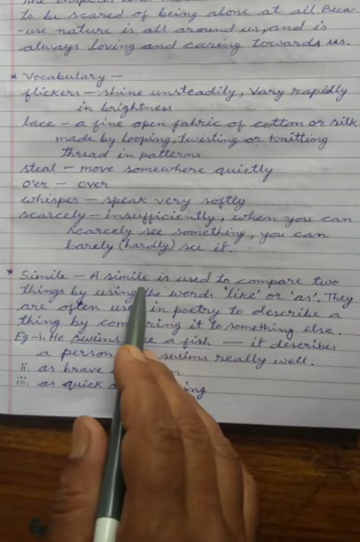 to be scared of being alone at all. Beca-
-use nature is all around us, and is
always loving and caring towards us.
* Vocabulary —
flickers — shine unsteadily, vary rapidly
in brightness
lace — a fine open fabric of cotton or silk
made by looping, twisting or knitting
thread in patterns
steal — move somewhere quietly
o'er — over
whisper — speak very softly
scarcely — insufficiently, when you can
scarcely see something, you can
barely (hardly) see it.
* Simile — A simile is used to compare two
things by using the words 'like' or 'as'. They
are often used in poetry to describe a
thing by comparing it to something else.
Eg — i. He swims a fish — it describes
a person swims really well.
ii. as brave
iii. as quick